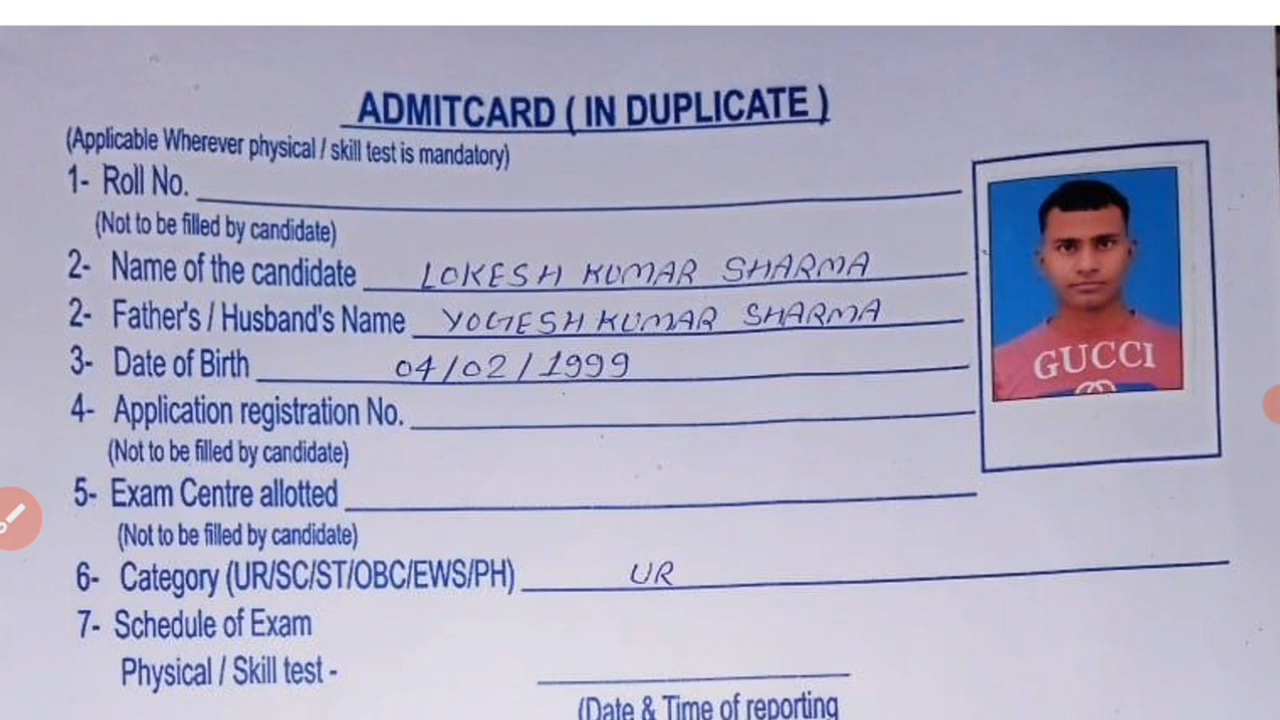 ADMITCARD ( IN DUPLICATE )
(Applicable Wherever physical / skill test is mandatory)
1- Roll No.
(Not to be filled by candidate)
2- Name of the candidate LOKESH KUMAR SHARMA
2- Father's / Husband's Name YOGESH KUMAR SHARMA
3- Date of Birth 04/02/1999
GUCCI
4- Application registration No.
(Not to be filled by candidate)
5- Exam Centre allotted
(Not to be filled by candidate)
6- Category (UR/SC/ST/OBC/EWS/PH) UR
7- Schedule of Exam
Physical / Skill test -
(Date & Time of reporting